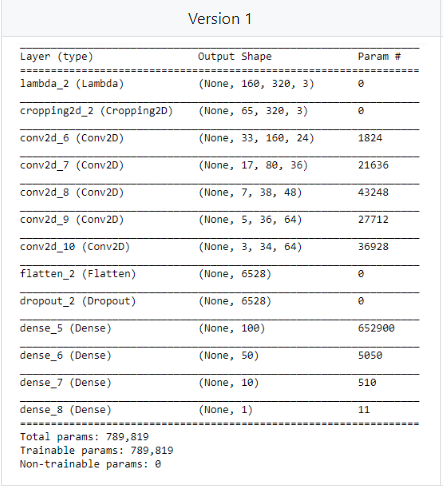 Version 1
Layer (type) Output Shape Param #
lambda_2 (Lambda) (None, 160, 320, 3) 0
cropping2d_2 (Cropping2D) (None, 65, 320, 3) 0
conv2d_6 (Conv2D) (None, 33, 160, 24) 1824
conv2d_7 (Conv2D) (None, 17, 80, 36) 21636
conv2d_8 (Conv2D) (None, 7, 38, 48) 43248
conv2d_9 (Conv2D) (None, 5, 36, 64) 27712
conv2d_10 (Conv2D) (None, 3, 34, 64) 36928
flatten_2 (Flatten) (None, 6528) 0
dropout_2 (Dropout) (None, 6528) 0
dense_5 (Dense) (None, 100) 652900
dense_6 (Dense) (None, 50) 5050
dense_7 (Dense) (None, 10) 510
dense_8 (Dense) (None, 1) 11
Total params: 789,819
Trainable params: 789,819
Non-trainable params: 0